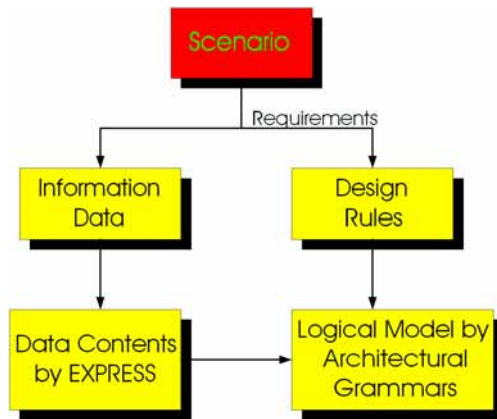 Scenario
Requirements
Information
Data
Design
Rules
Data Contents
by EXPRESS
Logical Model by
Architectural
Grammars